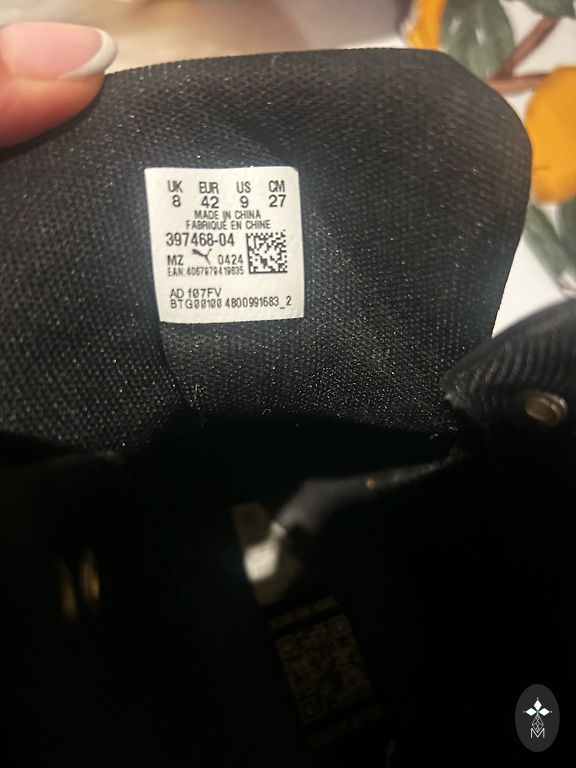 UK EUR US CM
8 42 9 27
MADE IN CHINA
FABRIQUÉ EN CHINE
397468-04
MZ 0424
EAN:4067979419635
AD f07FV
BTG00100 4800991683_2
M